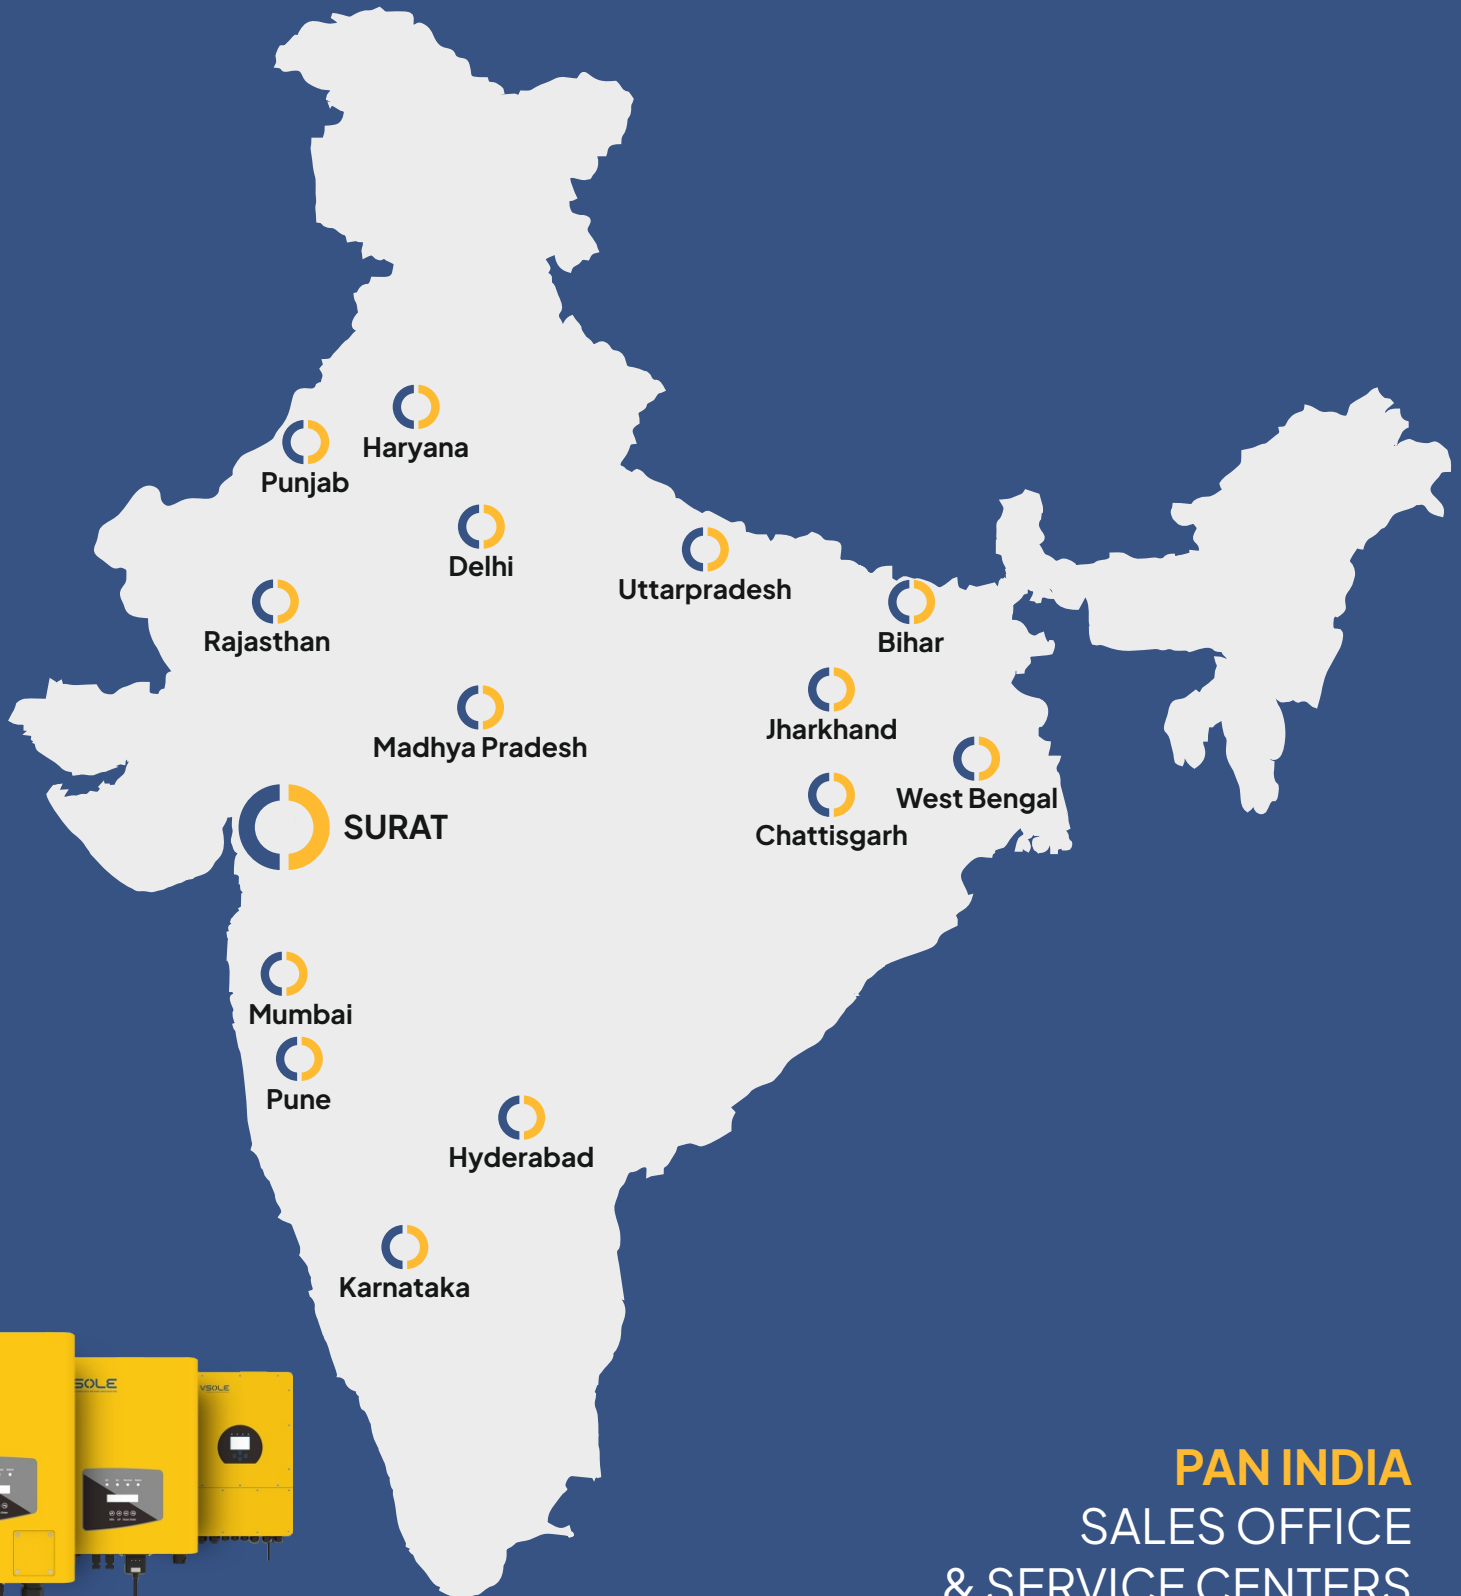 Haryana
Punjab
Delhi
Uttarpradesh
Rajasthan
Bihar
Jharkhand
Madhya Pradesh
West Bengal
SURAT
Chattisgarh
Mumbai
Pune
Hyderabad
Karnataka
SOLE
VSOLE
PAN INDIA
SALES OFFICE
& SERVICE CENTERS